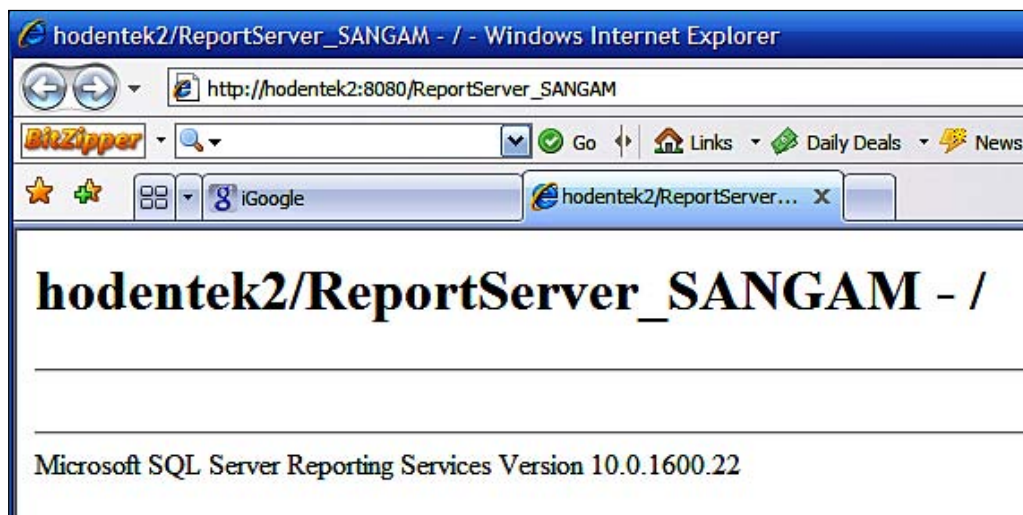 hodentek2/ReportServer_SANGAM - / - Windows Internet Explorer
http://hodentek2:8080/ReportServer_SANGAM
BitZipper Go Links Daily Deals News
iGoogle hodentek2/ReportServer... X
hodentek2/ReportServer_SANGAM - /
Microsoft SQL Server Reporting Services Version 10.0.1600.22